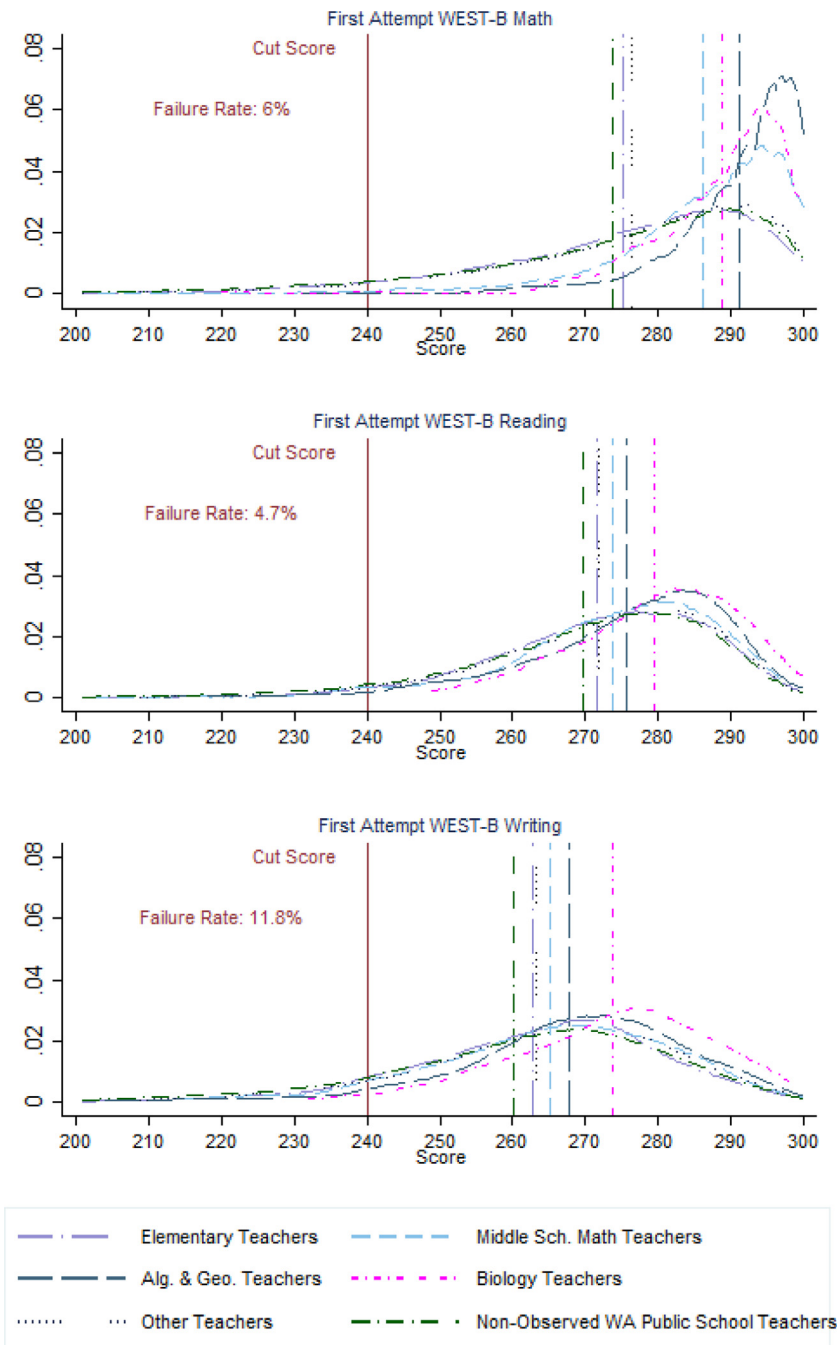 First Attempt WEST-B Math
.08
.06
.04
.02
0
Cut Score
Failure Rate: 6%
200 210 220 230 240 250 260 270 280 290 300
Score
First Attempt WEST-B Reading
.08
.06
.04
.02
0
Cut Score
Failure Rate: 4.7%
200 210 220 230 240 250 260 270 280 290 300
Score
First Attempt WEST-B Writing
.08
.06
.04
.02
0
Cut Score
Failure Rate: 11.8%
200 210 220 230 240 250 260 270 280 290 300
Score
Elementary Teachers Middle Sch. Math Teachers
Alg. & Geo. Teachers Biology Teachers
Other Teachers Non-Observed WA Public School Teachers